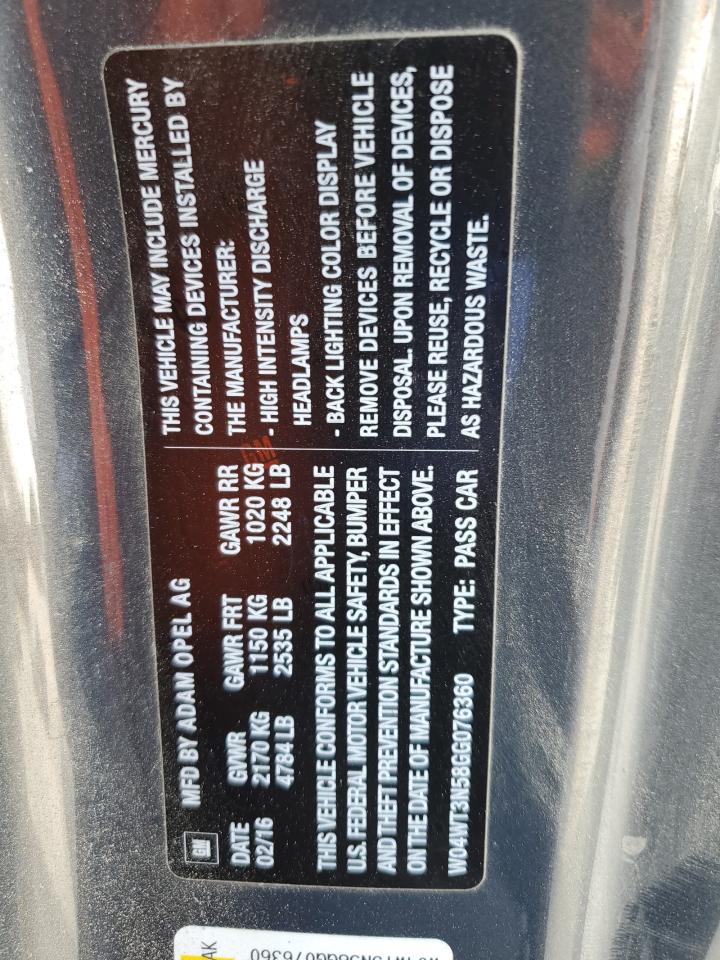 GM
MFD BY ADAM OPEL AG
DATE GVWR GAWR FRT GAWR RR
02/16 2170 KG 1150 KG 1020 KG
4784 LB 2535 LB 2248 LB
THIS VEHICLE CONFORMS TO ALL APPLICABLE
U.S. FEDERAL MOTOR VEHICLE SAFETY, BUMPER
AND THEFT PREVENTION STANDARDS IN EFFECT
ON THE DATE OF MANUFACTURE SHOWN ABOVE.
W04WT3N58GG076360 TYPE: PASS CAR
THIS VEHICLE MAY INCLUDE MERCURY
CONTAINING DEVICES INSTALLED BY
THE MANUFACTURER:
- HIGH INTENSITY DISCHARGE
HEADLAMPS
- BACK LIGHTING COLOR DISPLAY
REMOVE DEVICES BEFORE VEHICLE
DISPOSAL. UPON REMOVAL OF DEVICES,
PLEASE REUSE, RECYCLE OR DISPOSE
AS HAZARDOUS WASTE.
GM
AK